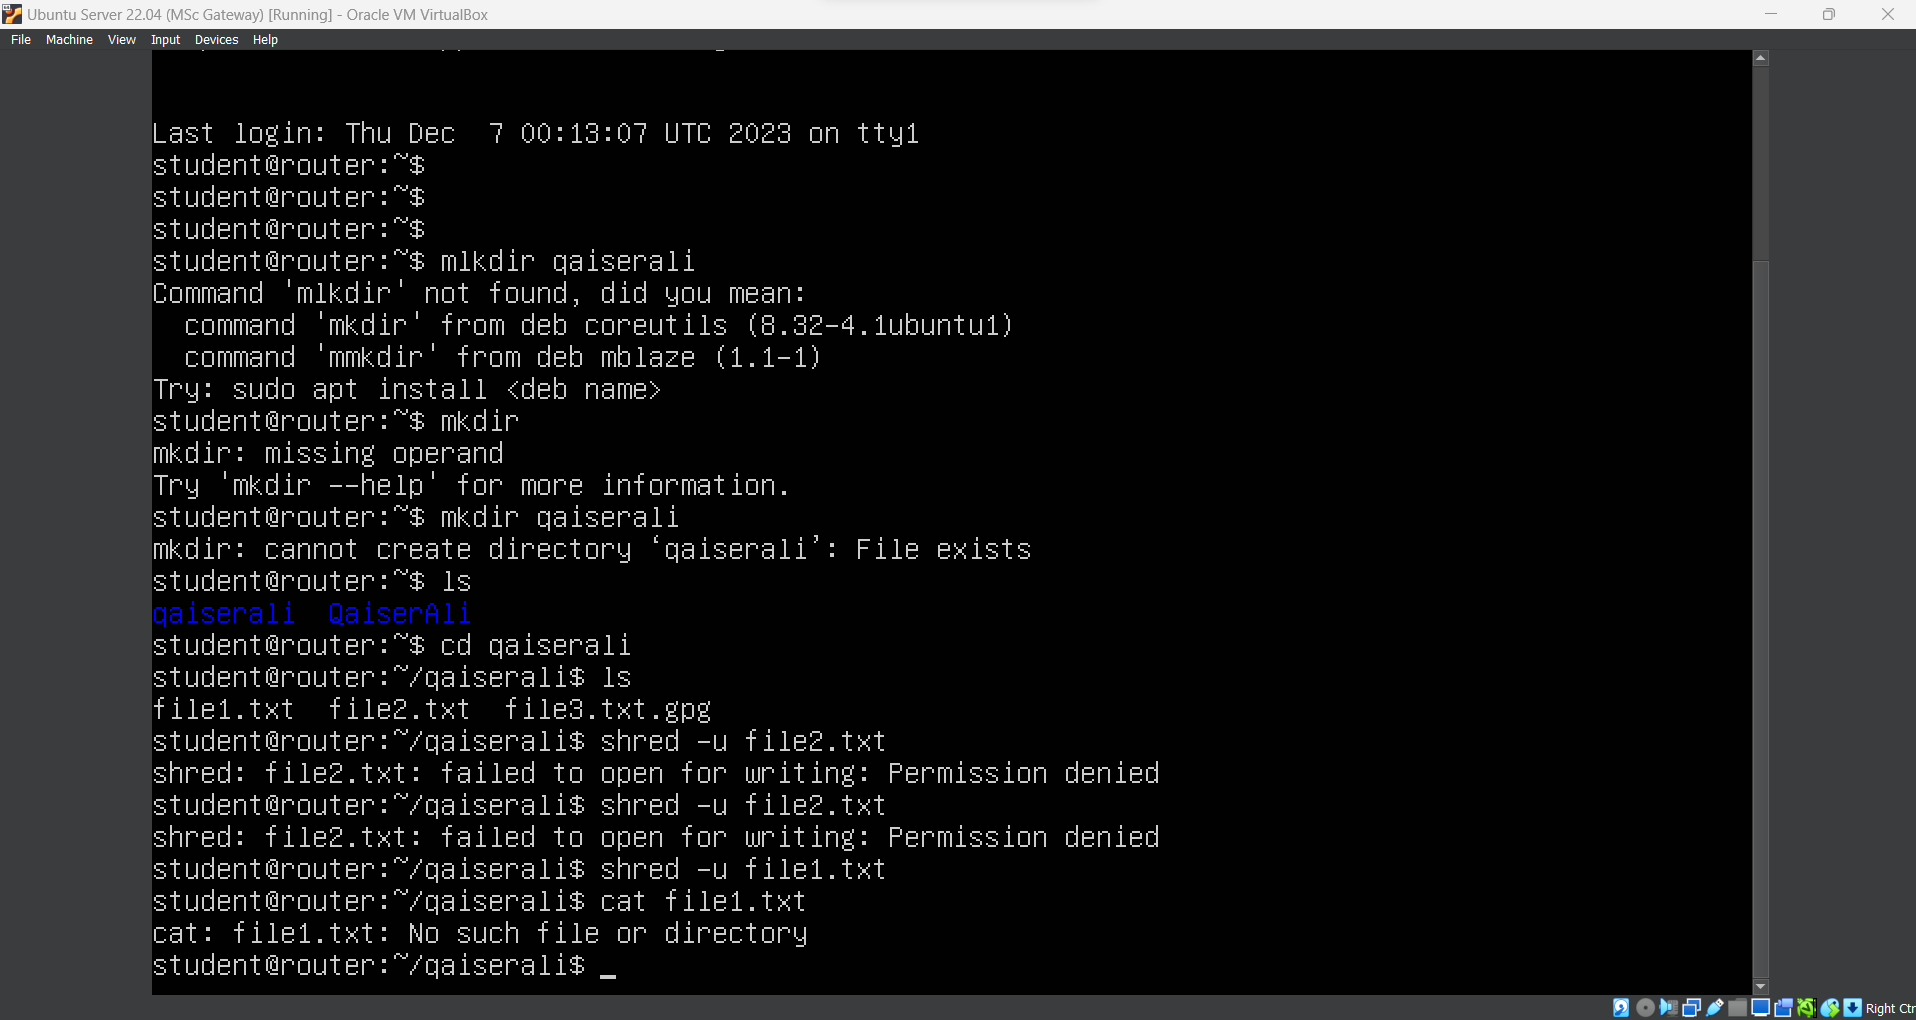 Ubuntu Server 22.04 (MSc Gateway) [Running] - Oracle VM VirtualBox
File Machine View Input Devices Help
Last login: Thu Dec  7 00:13:07 UTC 2023 on tty1
student@router:~$
student@router:~$
student@router:~$
student@router:~$ mlkdir qaiserali
Command 'mlkdir' not found, did you mean:
  command 'mkdir' from deb coreutils (8.32-4.1ubuntu1)
  command 'mmkdir' from deb mblaze (1.1-1)
Try: sudo apt install <deb name>
student@router:~$ mkdir
mkdir: missing operand
Try 'mkdir --help' for more information.
student@router:~$ mkdir qaiserali
mkdir: cannot create directory ‘qaiserali’: File exists
student@router:~$ ls
qaiserali  QaiserAli
student@router:~$ cd qaiserali
student@router:~/qaiserali$ ls
file1.txt  file2.txt  file3.txt.gpg
student@router:~/qaiserali$ shred -u file2.txt
shred: file2.txt: failed to open for writing: Permission denied
student@router:~/qaiserali$ shred -u file2.txt
shred: file2.txt: failed to open for writing: Permission denied
student@router:~/qaiserali$ shred -u file1.txt
student@router:~/qaiserali$ cat file1.txt
cat: file1.txt: No such file or directory
student@router:~/qaiserali$ _
Right Ctr